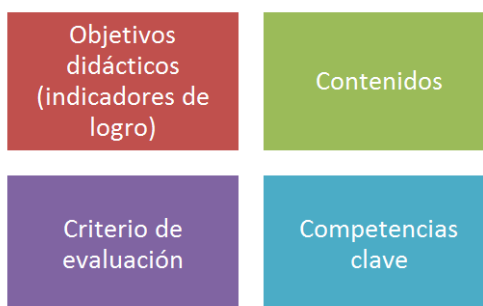 Objetivos
didácticos
(indicadores de
logro)
Contenidos
Criterio de
evaluación
Competencias
clave